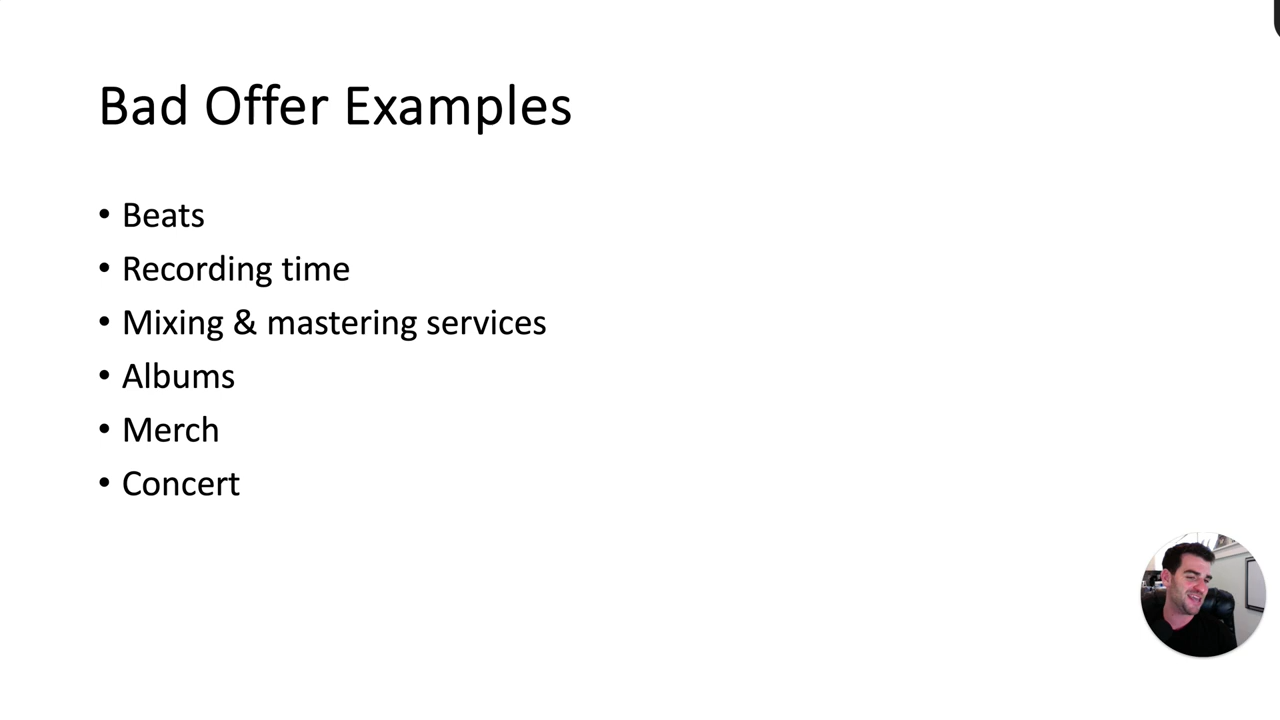 Bad Offer Examples
• Beats
• Recording time
• Mixing & mastering services
• Albums
• Merch
• Concert